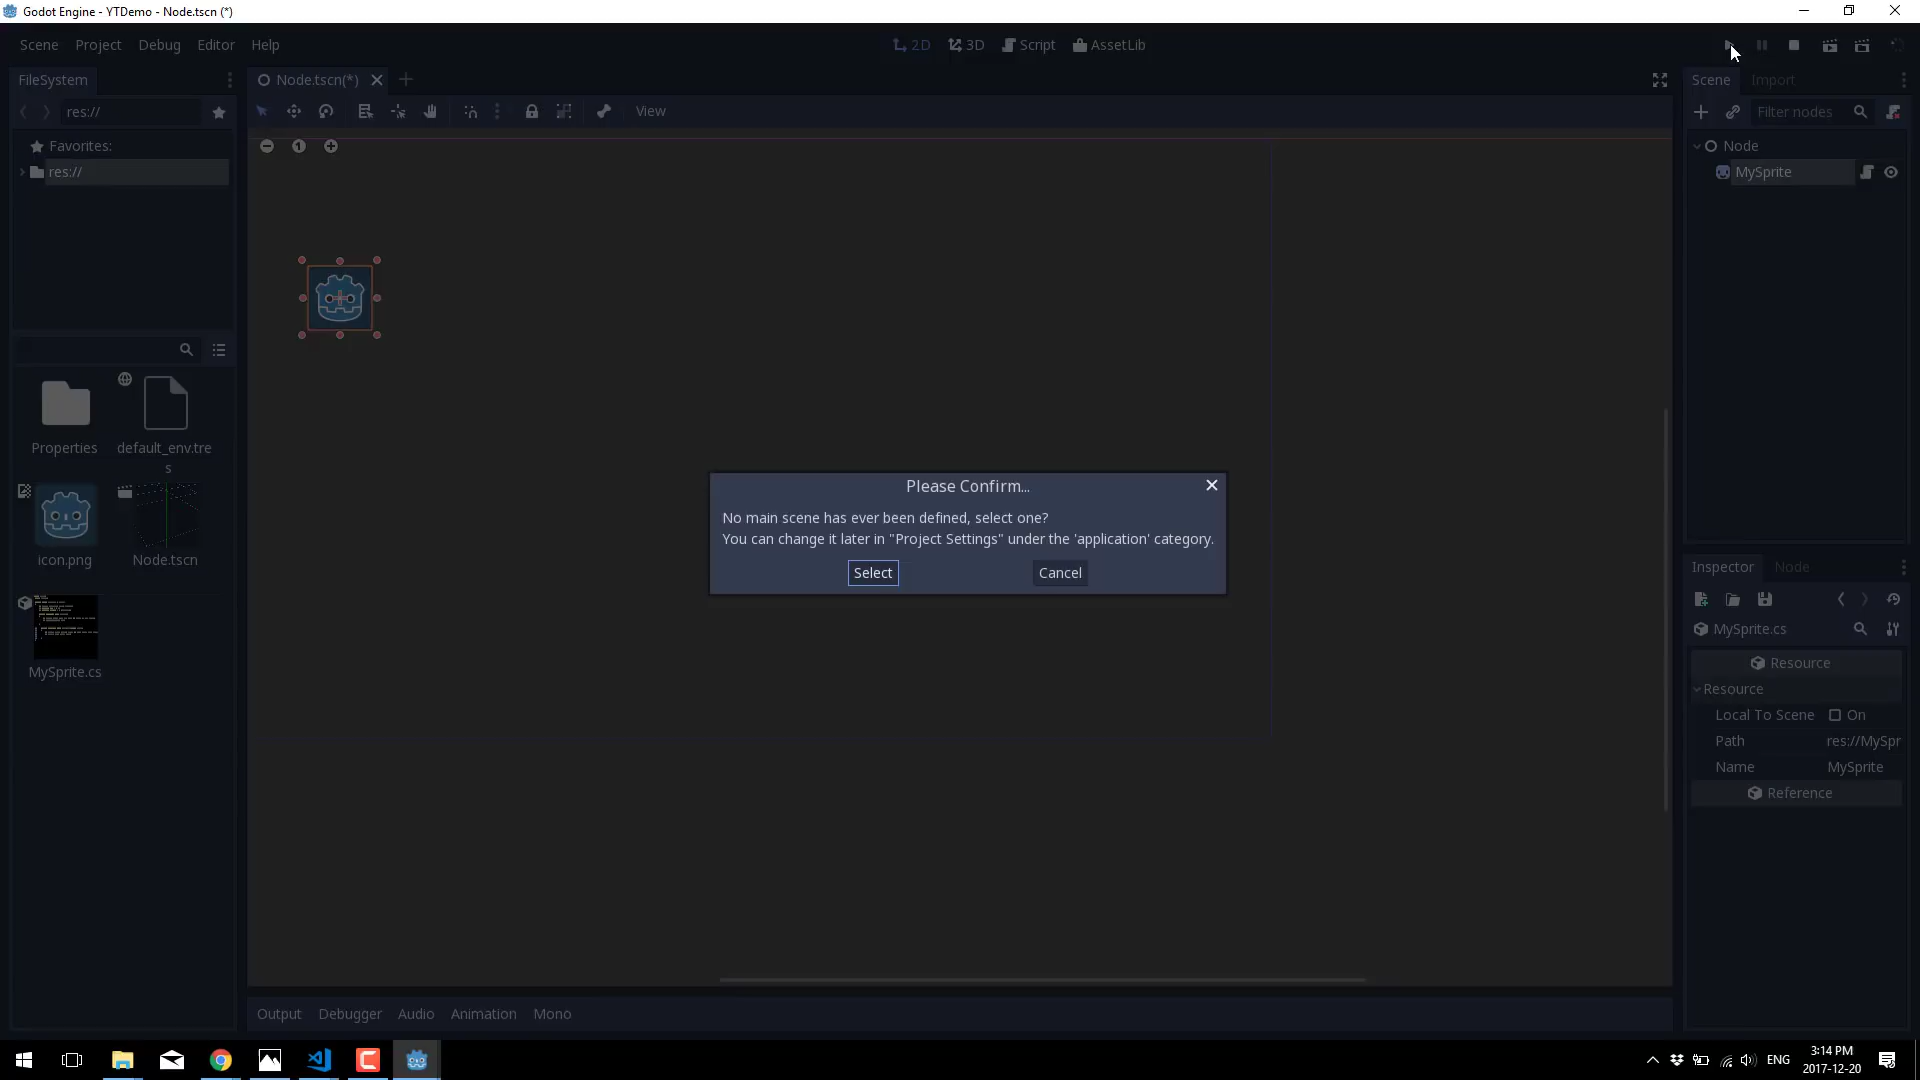 Godot Engine - YTDemo - Node.tscn (*)
Scene Project Debug Editor Help
2D 3D Script AssetLib
FileSystem
Node.tscn(*)
Scene Import
res://
View
Filter nodes
Favorites:
res://
Node
MySprite
Properties
default_env.tre
s
icon.png
Node.tscn
MySprite.cs
Please Confirm...
No main scene has ever been defined, select one?
You can change it later in "Project Settings" under the 'application' category.
Select Cancel
Inspector Node
MySprite.cs
Resource
Resource
Local To Scene On
Path res://MySpr
Name MySprite
Reference
Output Debugger Audio Animation Mono
ENG
3:14 PM
2017-12-20